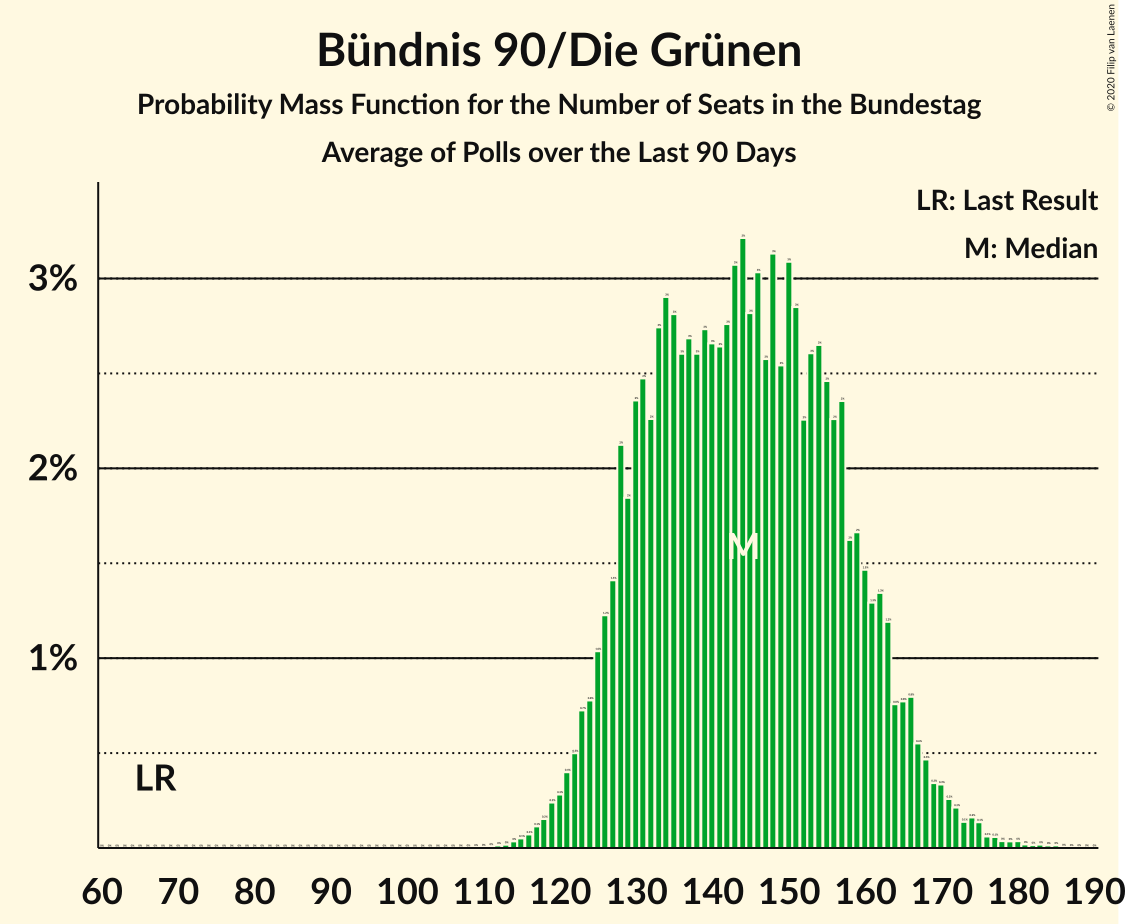 Bündnis 90/Die Grünen
Probability Mass Function for the Number of Seats in the Bundestag
Average of Polls over the Last 90 Days
© 2020 Filip van Laenen
LR: Last Result
M: Median
3%
2%
1%
M
LR
60 70 80 90 100 110 120 130 140 150 160 170 180 190